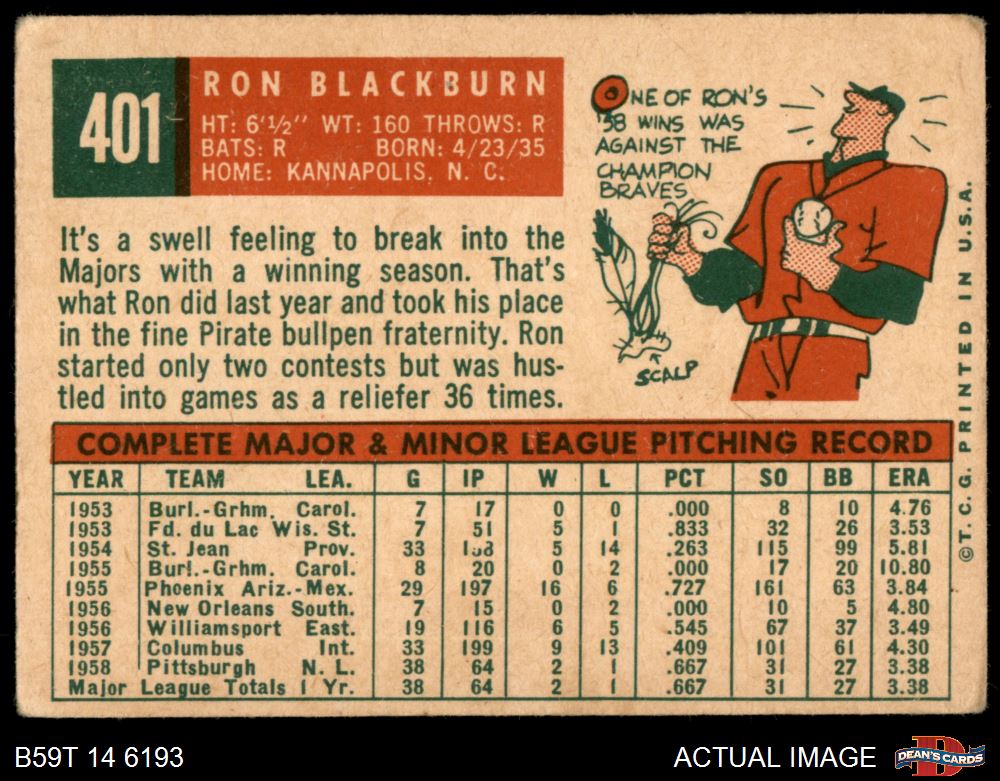 401
RON BLACKBURN
HT: 6'½" WT: 160 THROWS: R
BATS: R BORN: 4/23/35
HOME: KANNAPOLIS, N. C.
It's a swell feeling to break into the
Majors with a winning season. That's
what Ron did last year and took his place
in the fine Pirate bullpen fraternity. Ron
started only two contests but was hus-
tled into games as a reliefer 36 times.
ONE OF RON'S
'58 WINS WAS
AGAINST THE
CHAMPION
BRAVES
SCALP
COMPLETE MAJOR & MINOR LEAGUE PITCHING RECORD
YEAR TEAM LEA. G IP W L PCT SO BB ERA
1953 Burl.-Grhm. Carol. 7 17 0 0 .000 8 10 4.76
1953 Fd. du Lac Wis. St. 7 51 5 1 .833 32 26 3.53
1954 St. Jean Prov. 33 5 14 .263 115 99 5.81
1955 Burl.-Grhm. Carol. 8 20 0 2 .000 17 20 10.80
1955 Phoenix Ariz.-Mex. 29 197 16 6 .727 161 63 3.84
1956 New Orleans South. 7 15 0 2 .000 10 5 4.80
1956 Williamsport East. 19 116 6 5 .545 67 37 3.49
1957 Columbus Int. 33 199 9 13 .409 101 61 4.30
1958 Pittsburgh N. L. 38 64 2 1 .667 31 27 3.38
Major League Totals 1 Yr. 38 64 2 1 .667 31 27 3.38
©T. C. G. PRINTED IN U.S.A.
B59T 14 6193
ACTUAL IMAGE
D
DEAN'S CARDS